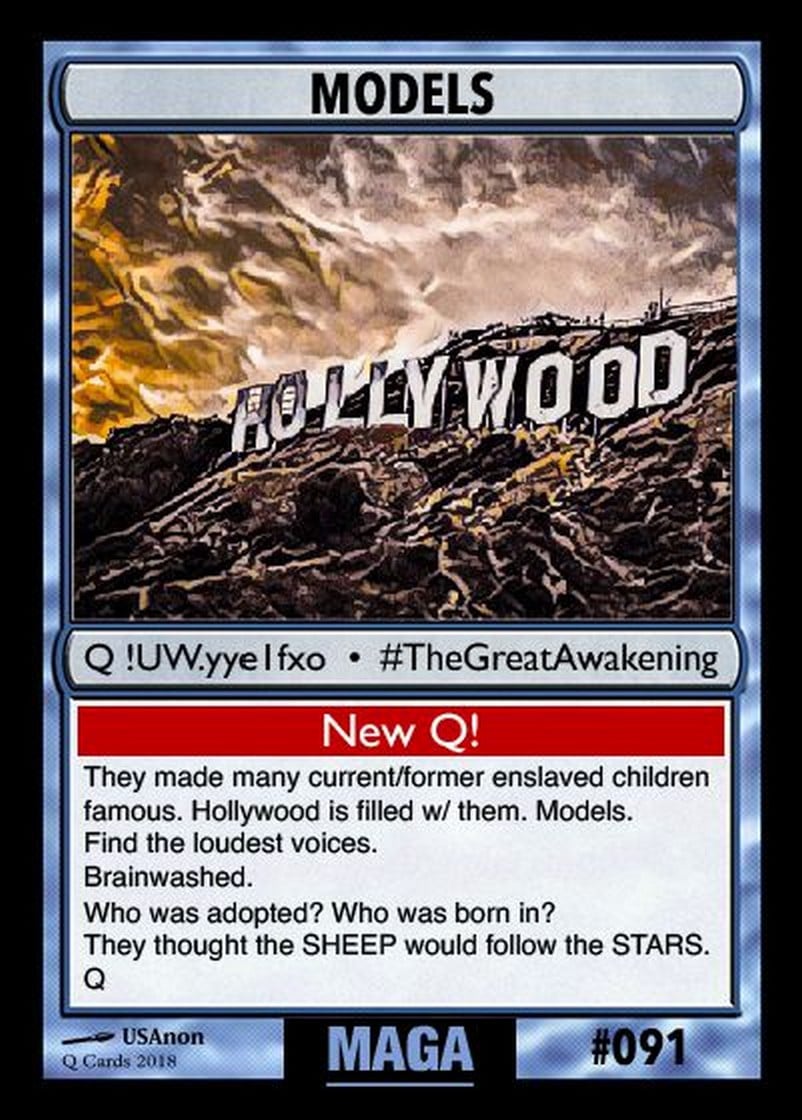 MODELS
HOLLYWOOD
Q !UW.yye1fxo • #TheGreatAwakening
New Q!
They made many current/former enslaved children
famous. Hollywood is filled w/ them. Models.
Find the loudest voices.
Brainwashed.
Who was adopted? Who was born in?
They thought the SHEEP would follow the STARS.
Q
USAnon
Q Cards 2018
MAGA
#091